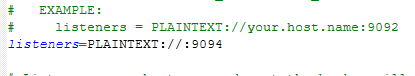 #   EXAMPLE:
#     listeners = PLAINTEXT://your.host.name:9092
listeners=PLAINTEXT://:9094